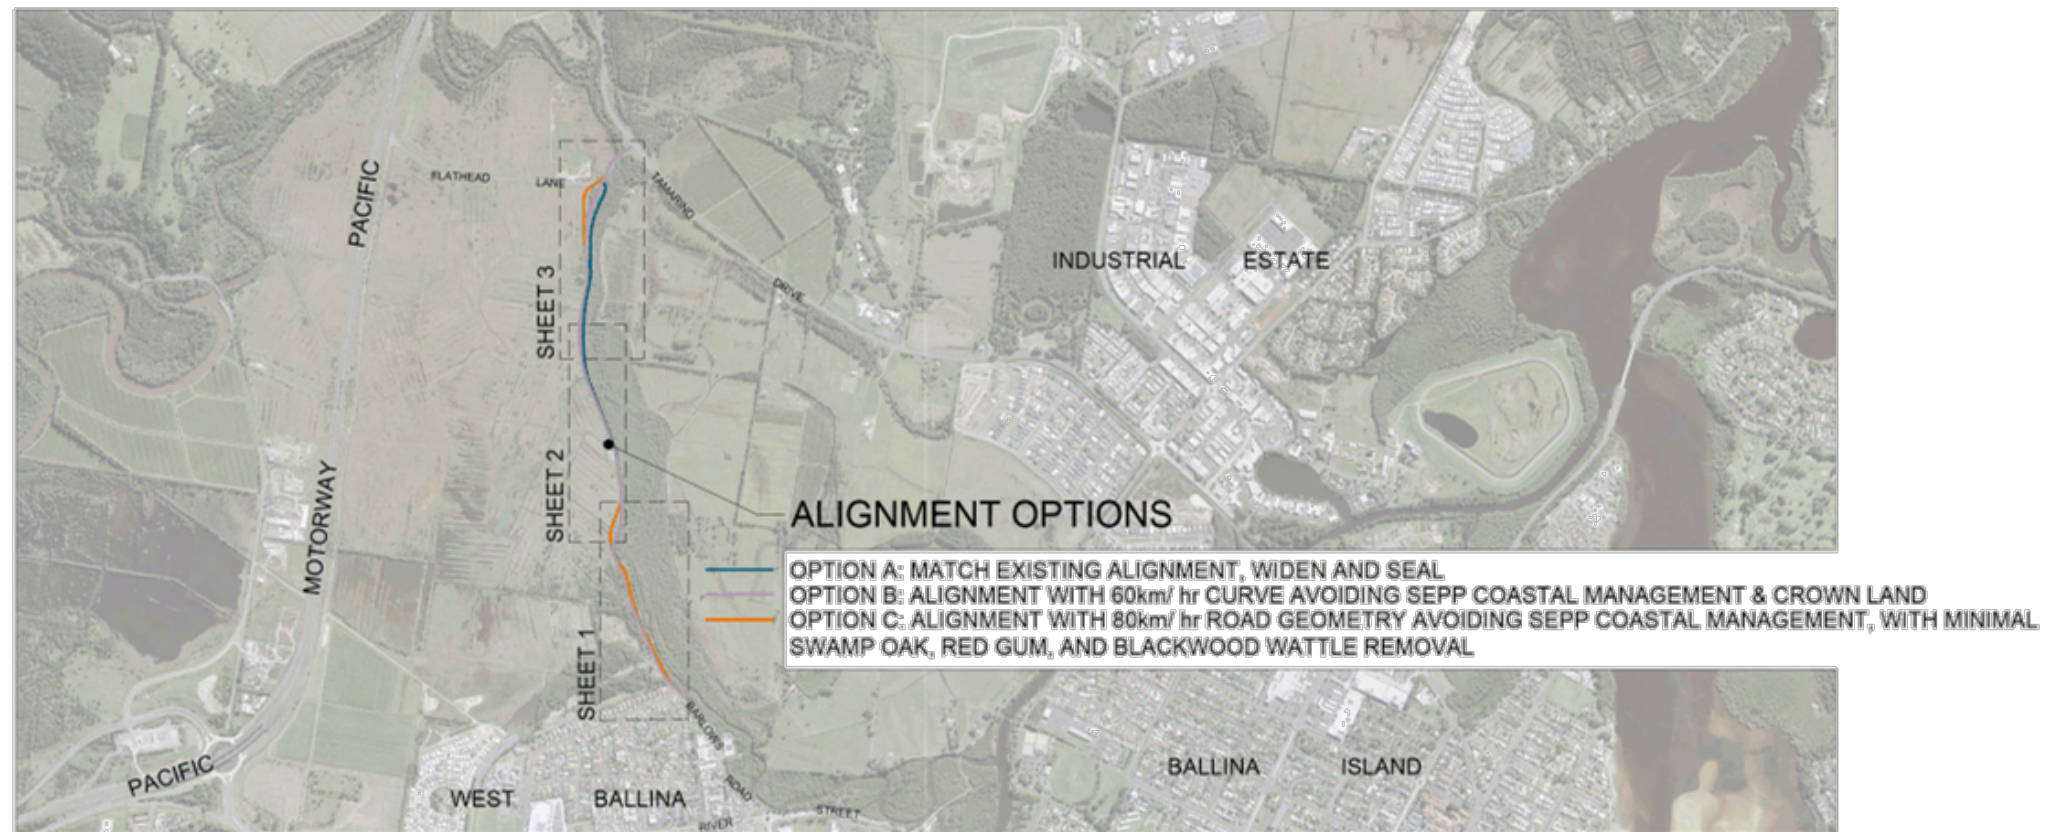 PACIFIC
MOTORWAY
FLATHEAD LANE
TAMARIND
DRIVE
INDUSTRIAL ESTATE
SHEET 3
SHEET 2
SHEET 1
ALIGNMENT OPTIONS
OPTION A: MATCH EXISTING ALIGNMENT, WIDEN AND SEAL
OPTION B: ALIGNMENT WITH 60km/ hr CURVE AVOIDING SEPP COASTAL MANAGEMENT & CROWN LAND
OPTION C: ALIGNMENT WITH 80km/ hr ROAD GEOMETRY AVOIDING SEPP COASTAL MANAGEMENT, WITH MINIMAL
SWAMP OAK, RED GUM, AND BLACKWOOD WATTLE REMOVAL
BARLOWS
ROAD
PACIFIC
WEST BALLINA
BALLINA ISLAND
RIVER STREET